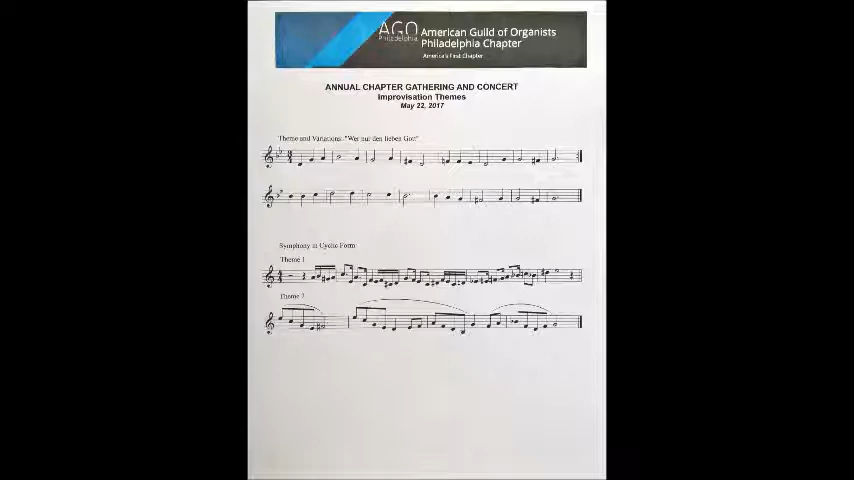 AGO
Philadelphia
American Guild of Organists
Philadelphia Chapter
America's First Chapter
ANNUAL CHAPTER GATHERING AND CONCERT
Improvisation Themes
May 22, 2017
Theme and Variations: "Wer nur den lieben Gott"
Symphony in Cyclic Form
Theme 1
Theme 2